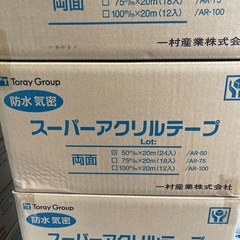 両面
□ 75㎜×20m(18入) /AR-75
□100㎜×20m(12入) /AR-100
一村産業株式会社
Toray Group
防水気密
スーパーアクリルテープ
Lot:
両面
50㎜×20m(24入) /AR-50
□ 75㎜×20m(18入) /AR-75
□100㎜×20m(12入) /AR-100
一村産業株式会社
Toray Group
防水気密
スーパーアクリルテープ